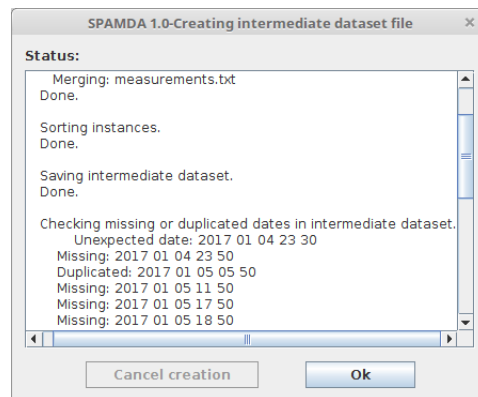 SPAMDA 1.0-Creating intermediate dataset file ×
Status:
Merging: measurements.txt
Done.
Sorting instances.
Done.
Saving intermediate dataset.
Done.
Checking missing or duplicated dates in intermediate dataset.
Unexpected date: 2017 01 04 23 30
Missing: 2017 01 04 23 50
Duplicated: 2017 01 05 05 50
Missing: 2017 01 05 11 50
Missing: 2017 01 05 17 50
Missing: 2017 01 05 18 50
Cancel creation Ok